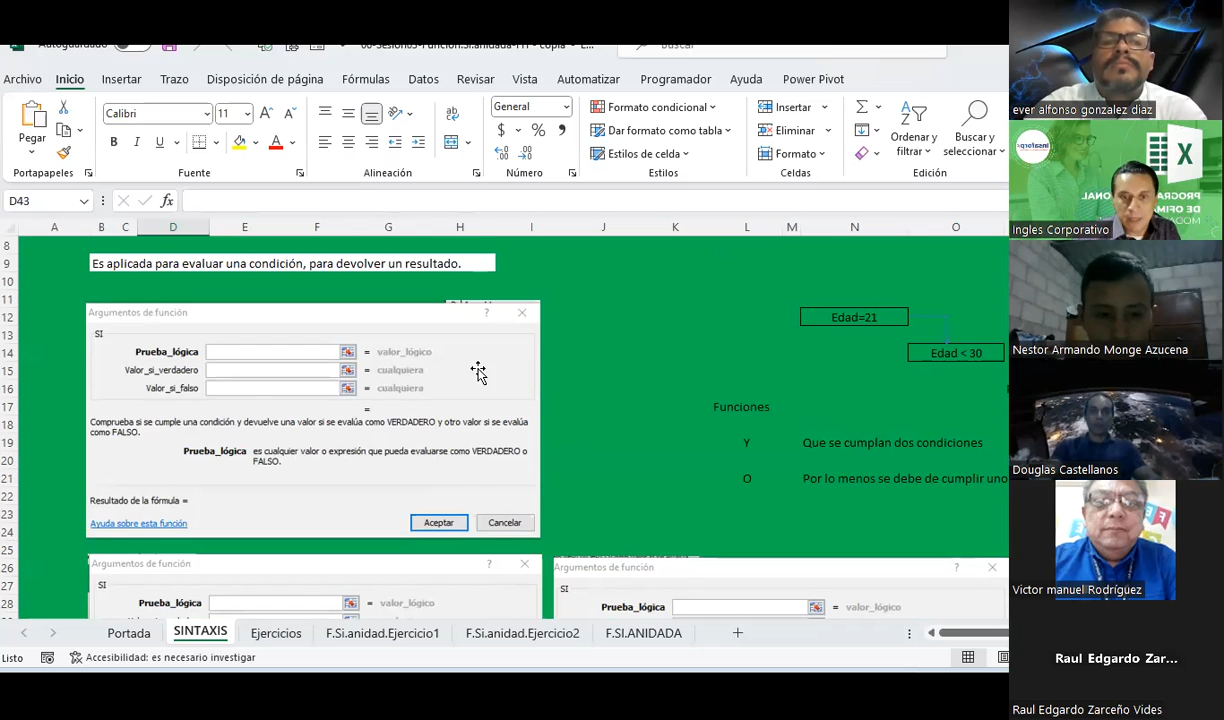 Autoguardado
00-Sesion03-Funcion.Si.anidada-FH - copia - E...
Buscar
Archivo Inicio Insertar Trazo Disposición de página Fórmulas Datos Revisar Vista Automatizar Programador Ayuda Power Pivot
Pegar
Calibri 11
N K S
General
$ %
Formato condicional
Dar formato como tabla
Estilos de celda
Insertar
Eliminar
Formato
Ordenar y filtrar
Buscar y seleccionar
Portapapeles Fuente Alineación Número Estilos Celdas Edición
D43 fx
A B C D E F G H I J K L M N O
8
9 Es aplicada para evaluar una condición, para devolver un resultado.
10
11
12 Edad=21
13
14 Edad < 30
15
16
17 Funciones
18
19 Y Que se cumplan dos condiciones
20
21 O Por lo menos se debe de cumplir uno
22
23
24
25
26
27
28
Argumentos de función ?
SI
Prueba_lógica = valor_lógico
Valor_si_verdadero = cualquiera
Valor_si_falso = cualquiera
=
Comprueba si se cumple una condición y devuelve una valor si se evalúa como VERDADERO y otro valor si se evalúa
como FALSO.
Prueba_lógica es cualquier valor o expresión que pueda evaluarse como VERDADERO o
FALSO.
Resultado de la fórmula =
Ayuda sobre esta función
Aceptar Cancelar
Argumentos de función ?
SI
Prueba_lógica = valor_lógico
Argumentos de función ?
SI
Prueba_lógica = valor_lógico
Portada SINTAXIS Ejercicios F.Si.anidad.Ejercicio1 F.Si.anidad.Ejercicio2 F.SI.ANIDADA
Listo Accesibilidad: es necesario investigar
ever alfonso gonzalez diaz
Insaforp
Ingles Corporativo
Nestor Armando Monge Azucena
Douglas Castellanos
Victor manuel Rodríguez
Raul Edgardo Zar...
Raul Edgardo Zarceño Vides